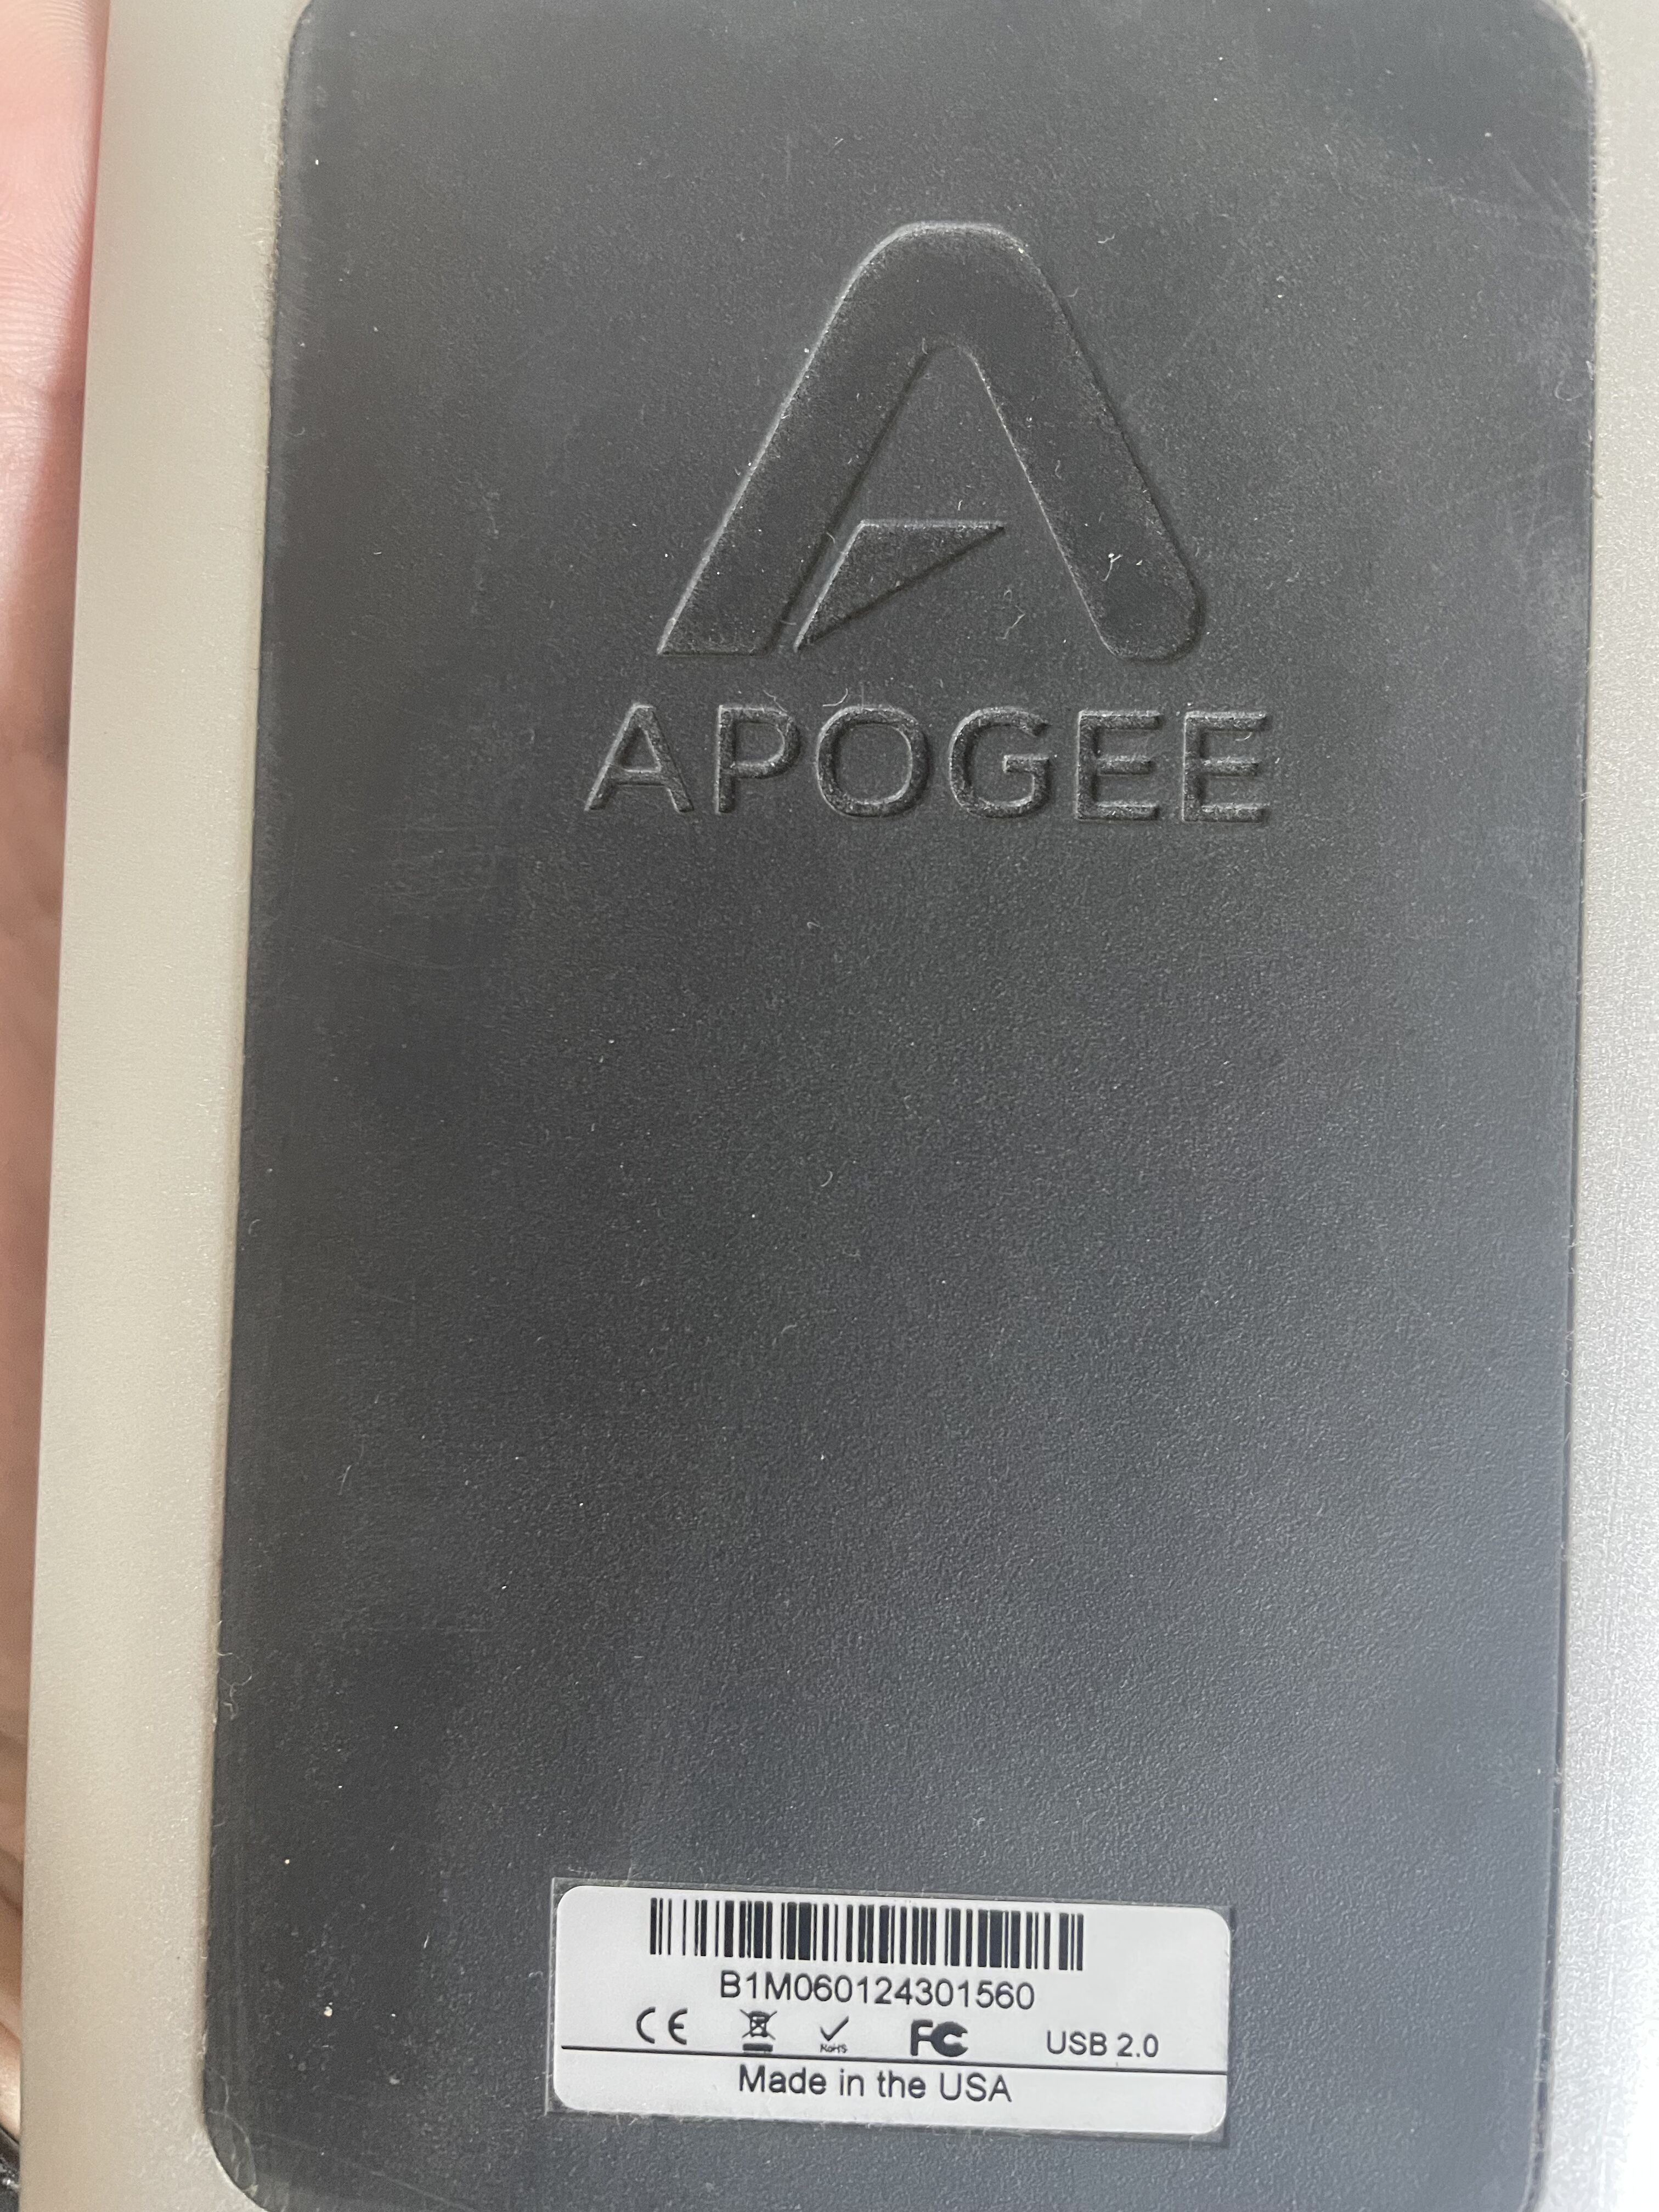 APOGEE
B1M060124301560
CE RoHS FC USB 2.0
Made in the USA